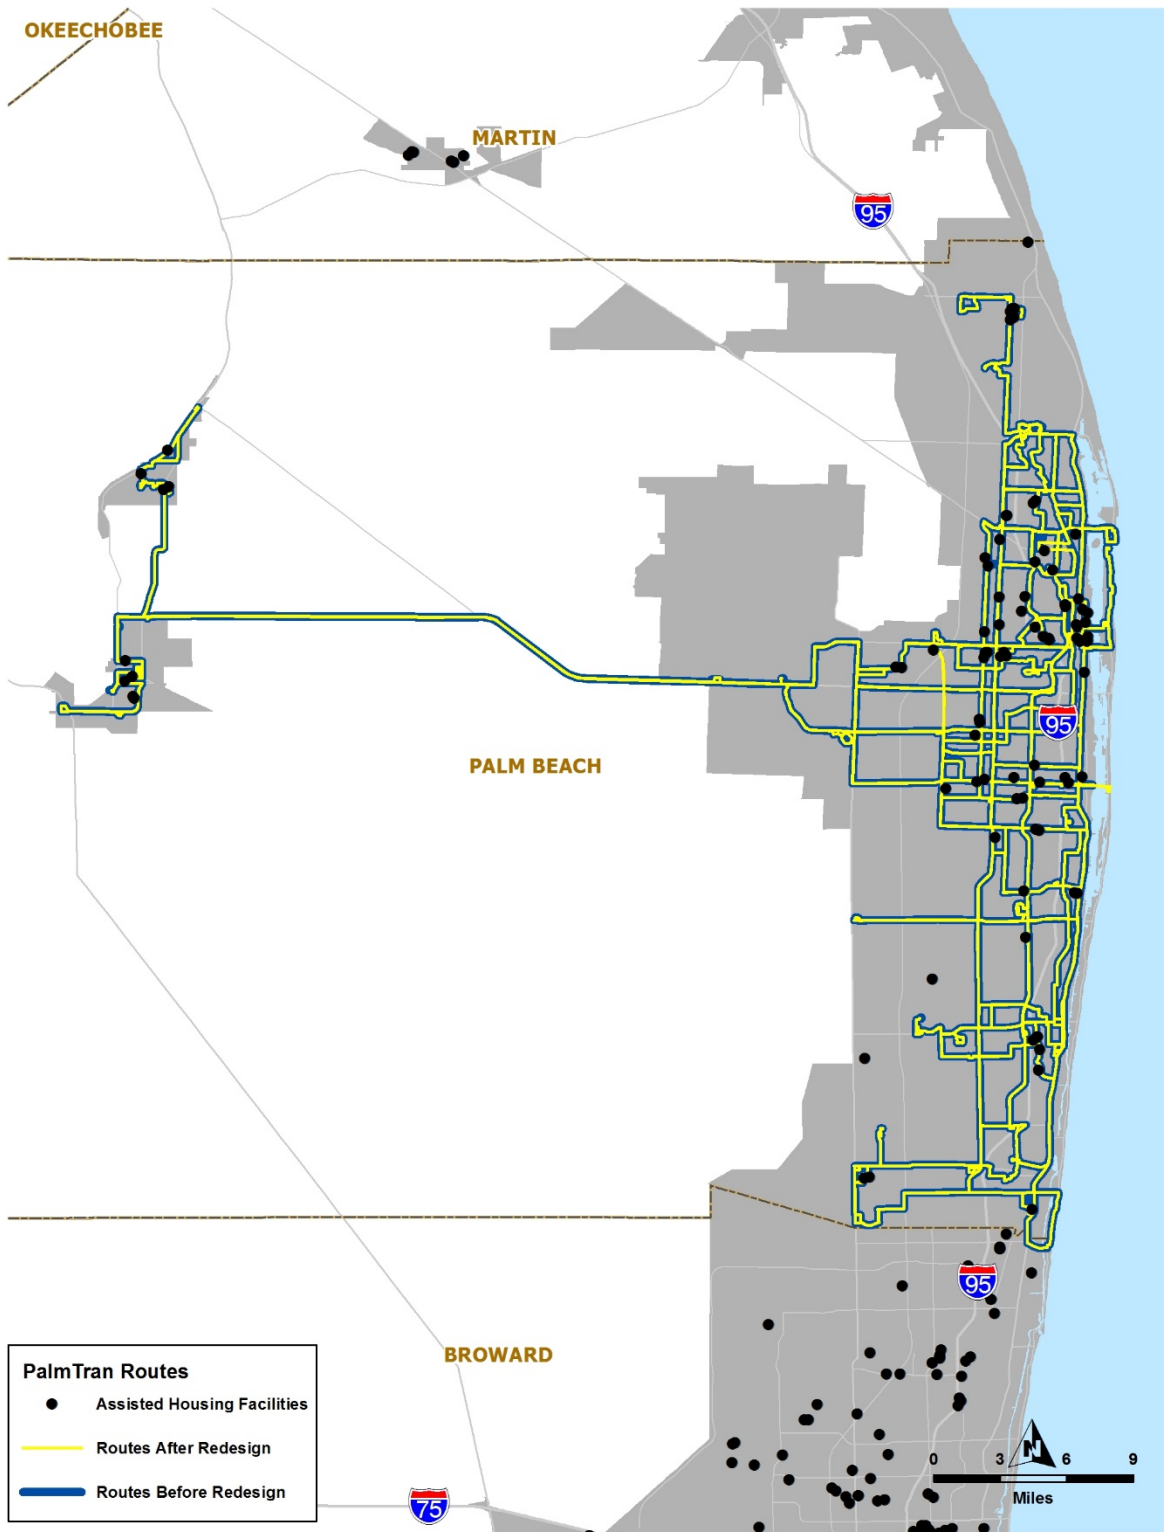 OKEECHOBEE
MARTIN
95
PALM BEACH
95
95
BROWARD
PalmTran Routes
Assisted Housing Facilities
Routes After Redesign
Routes Before Redesign
75
N
0 3 6 9
Miles